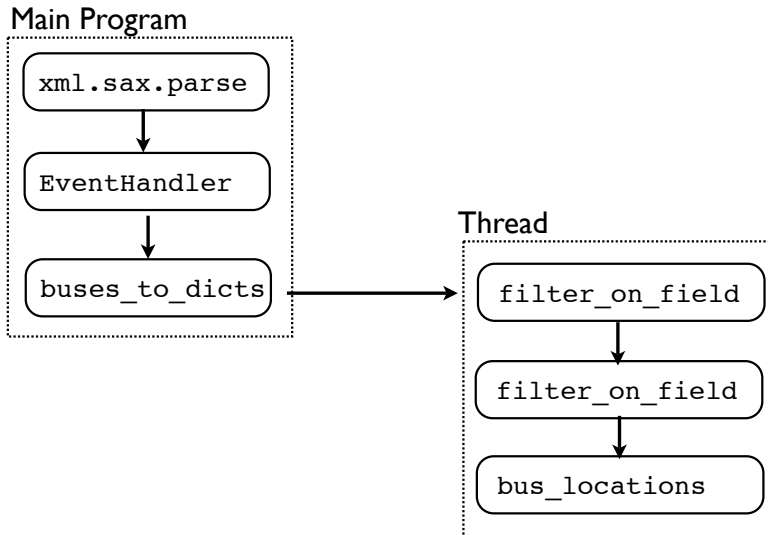 Main Program
xml.sax.parse
EventHandler
buses_to_dicts
Thread
filter_on_field
filter_on_field
bus_locations